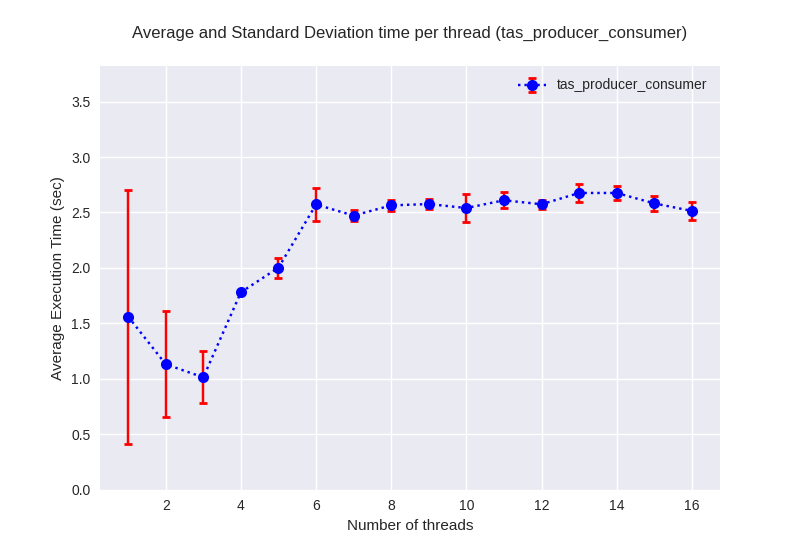 Average and Standard Deviation time per thread (tas_producer_consumer)
tas_producer_consumer
Average Execution Time (sec)
3.5
3.0
2.5
2.0
1.5
1.0
0.5
0.0
2 4 6 8 10 12 14 16
Number of threads